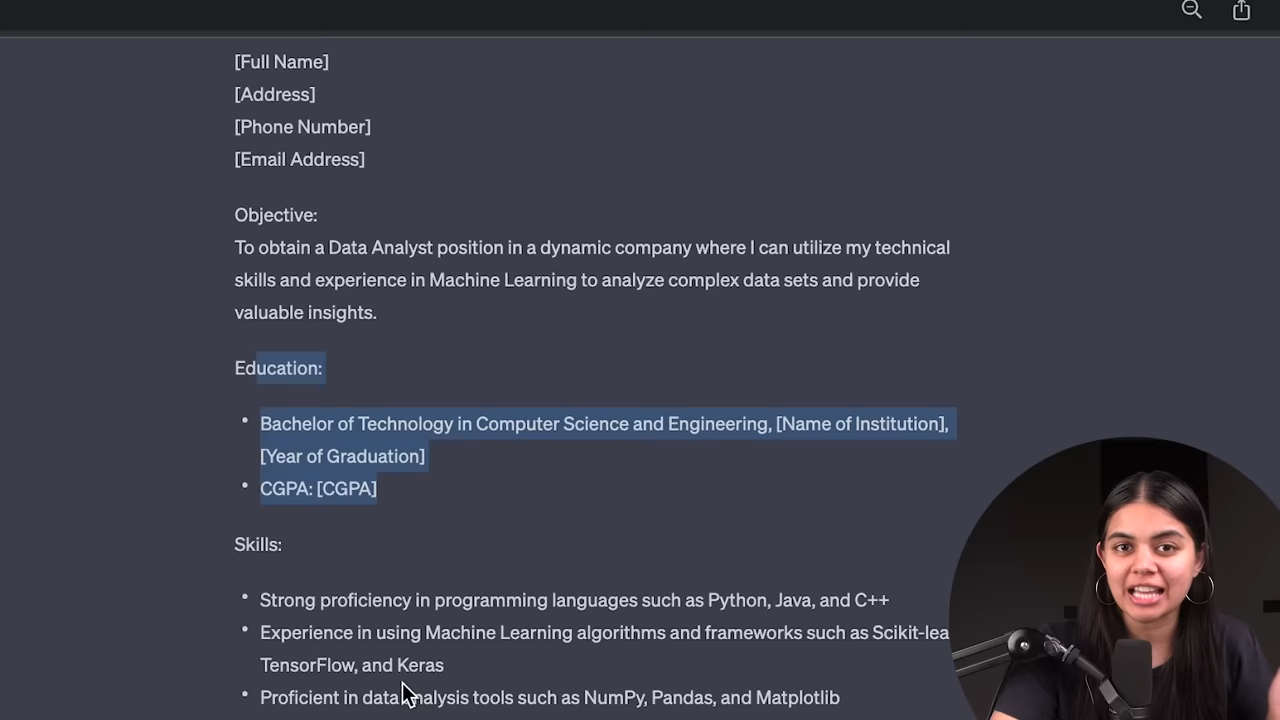 [Full Name]
[Address]
[Phone Number]
[Email Address]
Objective:
To obtain a Data Analyst position in a dynamic company where I can utilize my technical
skills and experience in Machine Learning to analyze complex data sets and provide
valuable insights.
Education:
• Bachelor of Technology in Computer Science and Engineering, [Name of Institution],
[Year of Graduation]
• CGPA: [CGPA]
Skills:
• Strong proficiency in programming languages such as Python, Java, and C++
• Experience in using Machine Learning algorithms and frameworks such as Scikit-lea
TensorFlow, and Keras
• Proficient in data analysis tools such as NumPy, Pandas, and Matplotlib